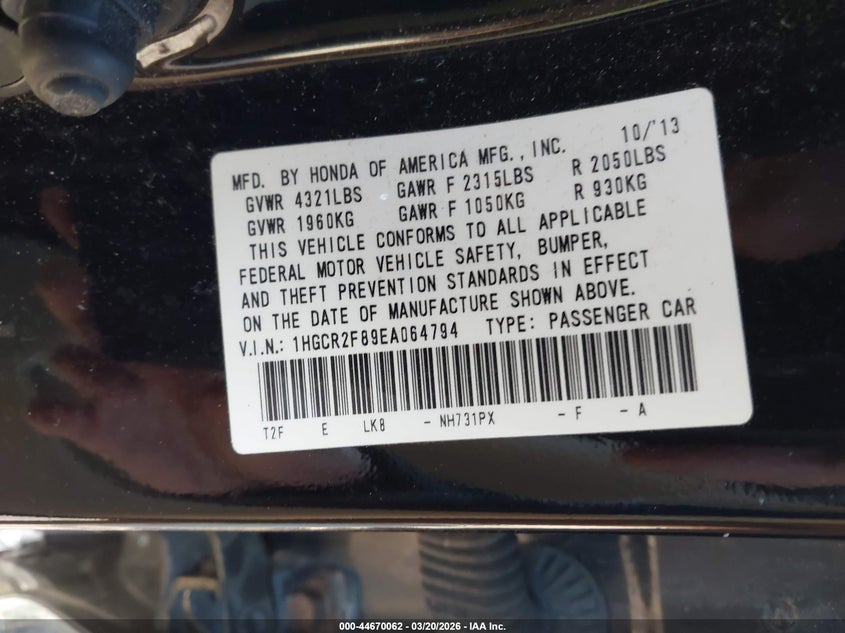 MFD. BY HONDA OF AMERICA MFG., INC. 10/'13
GVWR 4321LBS GAWR F 2315LBS R 2050LBS
GVWR 1960KG GAWR F 1050KG R 930KG
THIS VEHICLE CONFORMS TO ALL APPLICABLE
FEDERAL MOTOR VEHICLE SAFETY, BUMPER,
AND THEFT PREVENTION STANDARDS IN EFFECT
ON THE DATE OF MANUFACTURE SHOWN ABOVE.
V.I.N.: 1HGCR2F89EA064794 TYPE: PASSENGER CAR
T2F E LK8 - NH731PX - F - A
000-44670062 | 03/20/2026 | IAA Inc.